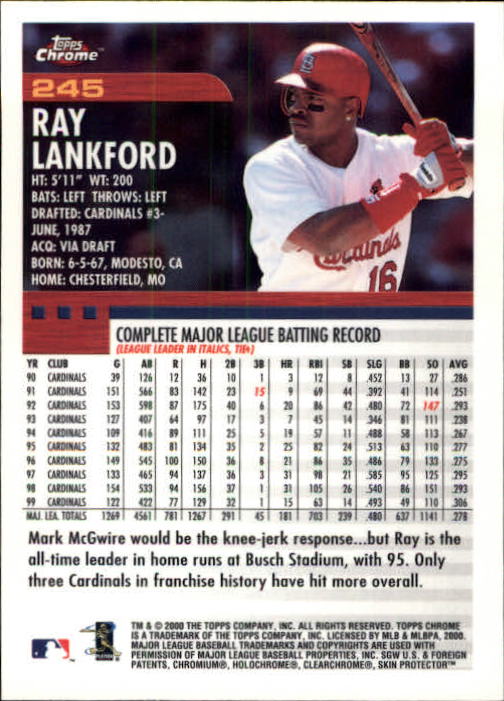 Topps
Chrome™
245
RAY
LANKFORD
HT: 5'11" WT: 200
BATS: LEFT THROWS: LEFT
DRAFTED: CARDINALS #3-
JUNE, 1987
ACQ: VIA DRAFT
BORN: 6-5-67, MODESTO, CA
HOME: CHESTERFIELD, MO
Cardinals
16
COMPLETE MAJOR LEAGUE BATTING RECORD
(LEAGUE LEADER IN ITALICS, TIE♦)
YR CLUB G AB R H 2B 3B HR RBI SB SLG BB SO AVG
90 CARDINALS 39 126 12 36 10 1 3 12 8 .452 13 27 .286
91 CARDINALS 151 566 83 142 23 15 9 69 44 .392 41 114 .251
92 CARDINALS 153 598 87 175 40 6 20 86 42 .480 72 147 .293
93 CARDINALS 127 407 64 97 17 3 7 45 14 .346 81 111 .238
94 CARDINALS 109 416 89 111 25 5 19 57 11 .488 58 113 .267
95 CARDINALS 132 483 81 134 35 2 25 82 24 .513 63 110 .277
96 CARDINALS 149 545 100 150 36 8 21 86 35 .486 79 133 .275
97 CARDINALS 133 465 94 137 36 3 31 98 21 .585 95 125 .295
98 CARDINALS 154 533 94 156 37 1 31 105 26 .540 86 151 .293
99 CARDINALS 122 422 77 129 32 1 15 63 14 .493 49 110 .306
MAJ. LEA. TOTALS 1269 4561 781 1267 291 45 181 703 239 .480 637 1141 .278
Mark McGwire would be the knee-jerk response...but Ray is the
all-time leader in home runs at Busch Stadium, with 95. Only
three Cardinals in franchise history have hit more overall.
TM & © 2000 THE TOPPS COMPANY, INC. ALL RIGHTS RESERVED. TOPPS CHROME
IS A TRADEMARK OF THE TOPPS COMPANY, INC. LICENSED BY MLB & MLBPA, 2000.
MAJOR LEAGUE BASEBALL TRADEMARKS AND COPYRIGHTS ARE USED WITH
PERMISSION OF MAJOR LEAGUE BASEBALL PROPERTIES, INC. SGW U.S. & FOREIGN
PATENTS, CHROMIUM®, HOLOCHROME®, CLEARCHROME®, SKIN PROTECTOR™